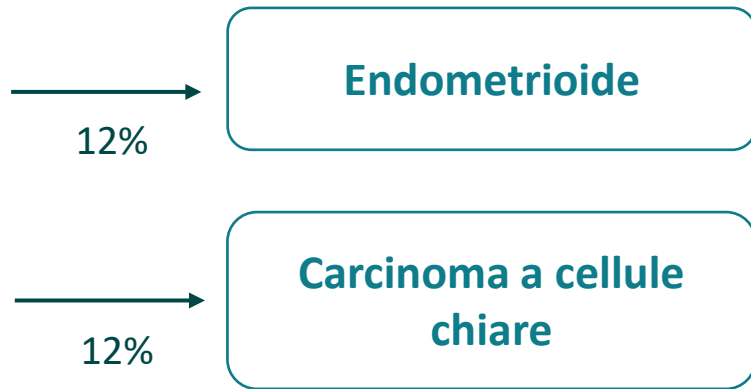 Endometrioide
12%
Carcinoma a cellule
chiare
12%